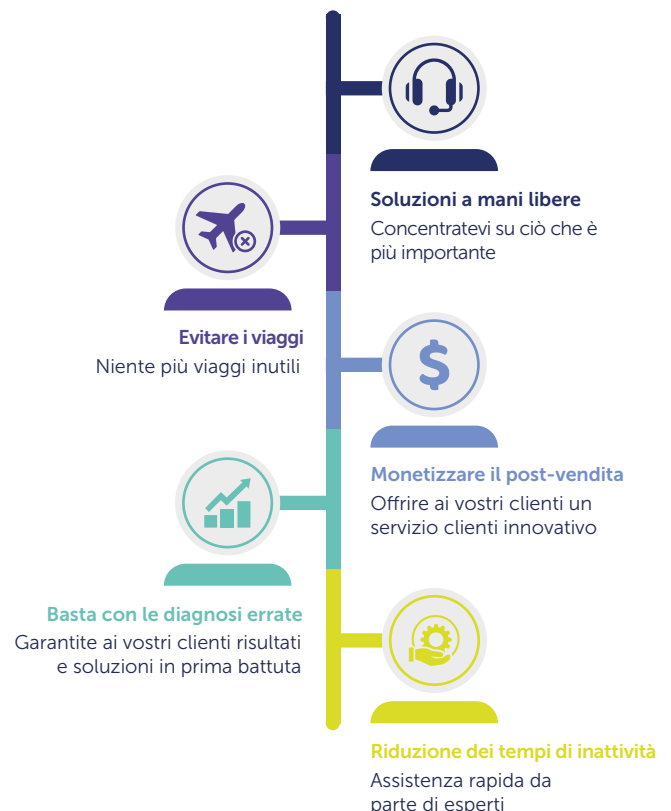 Soluzioni a mani libere
Concentratevi su ciò che è
più importante
Evitare i viaggi
Niente più viaggi inutili
$
Monetizzare il post-vendita
Offrire ai vostri clienti un
servizio clienti innovativo
Basta con le diagnosi errate
Garantite ai vostri clienti risultati
e soluzioni in prima battuta
Riduzione dei tempi di inattività
Assistenza rapida da
parte di esperti